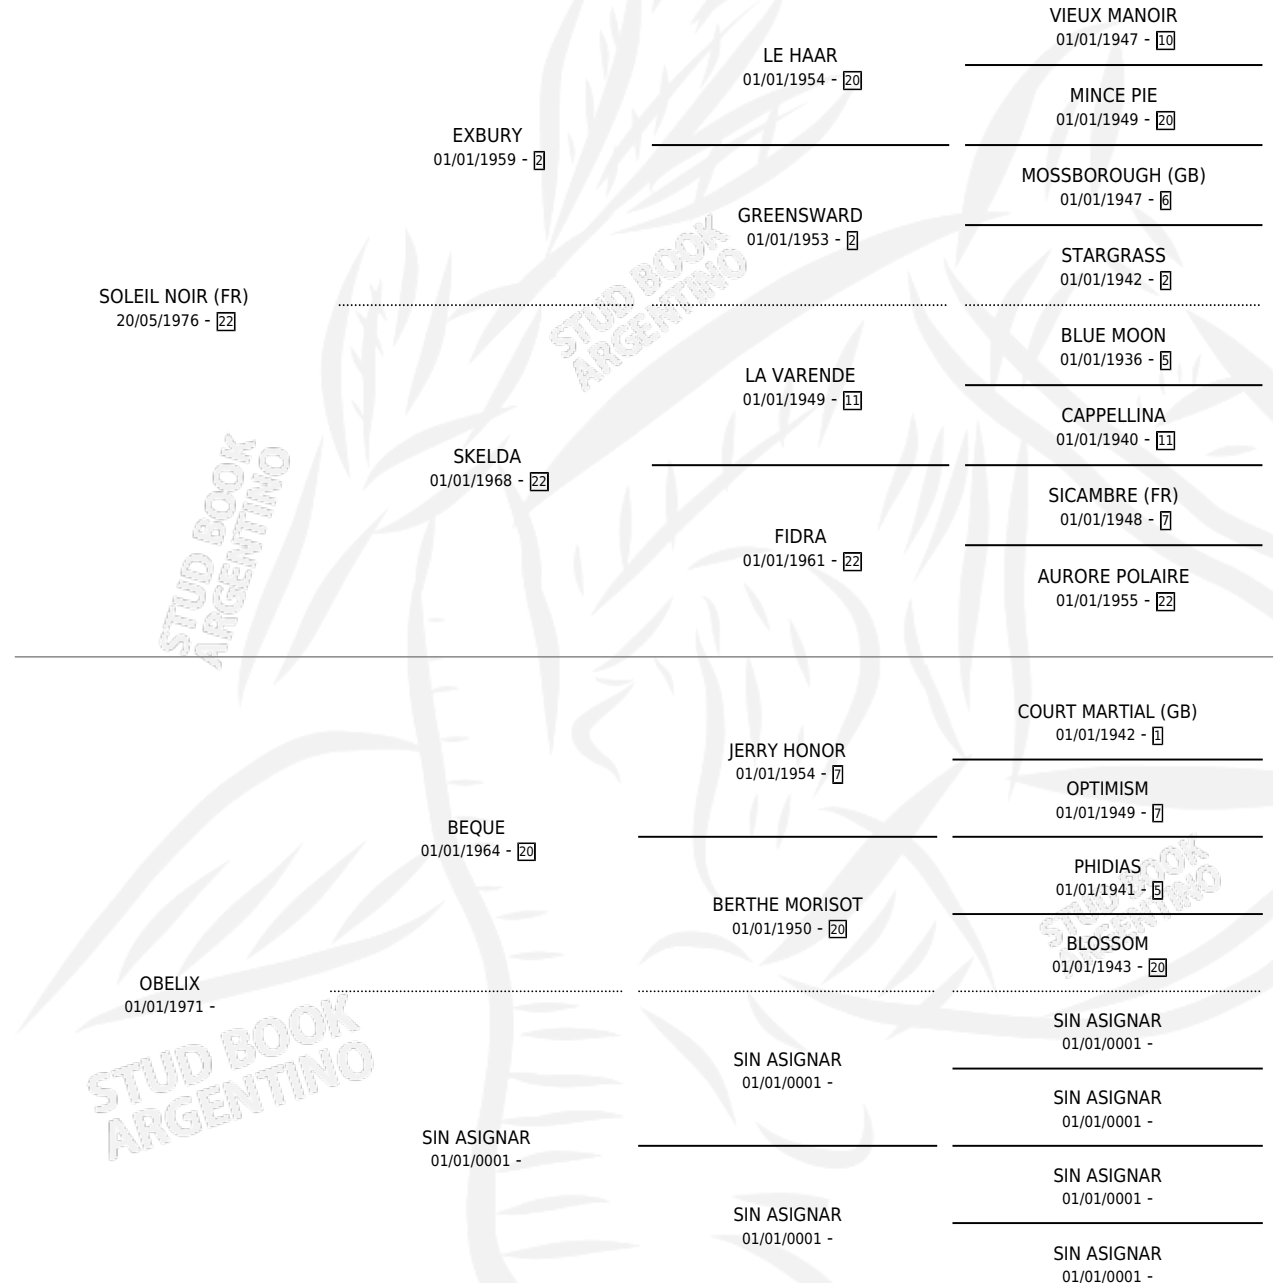 VIEUX MANOIR
01/01/1947 - 10
LE HAAR
01/01/1954 - 20
MINCE PIE
01/01/1949 - 20
EXBURY
01/01/1959 - 2
MOSSBOROUGH (GB)
01/01/1947 - 6
GREENSWARD
01/01/1953 - 2
STARGRASS
01/01/1942 - 2
SOLEIL NOIR (FR)
20/05/1976 - 22
BLUE MOON
01/01/1936 - 5
LA VARENDE
01/01/1949 - 11
CAPPELLINA
01/01/1940 - 11
SKELDA
01/01/1968 - 22
SICAMBRE (FR)
01/01/1948 - 7
FIDRA
01/01/1961 - 22
AURORE POLAIRE
01/01/1955 - 22
COURT MARTIAL (GB)
01/01/1942 - 1
JERRY HONOR
01/01/1954 - 7
OPTIMISM
01/01/1949 - 7
BEQUE
01/01/1964 - 20
PHIDIAS
01/01/1941 - 5
BERTHE MORISOT
01/01/1950 - 20
BLOSSOM
01/01/1943 - 20
OBELIX
01/01/1971 -
SIN ASIGNAR
01/01/0001 -
SIN ASIGNAR
01/01/0001 -
SIN ASIGNAR
01/01/0001 -
SIN ASIGNAR
01/01/0001 -
SIN ASIGNAR
01/01/0001 -
SIN ASIGNAR
01/01/0001 -
SIN ASIGNAR
01/01/0001 -
STUD BOOK
ARGENTINO
STUD BOOK
ARGENTINO
STUD BOOK
ARGENTINO
STUD BOOK
ARGENTINO